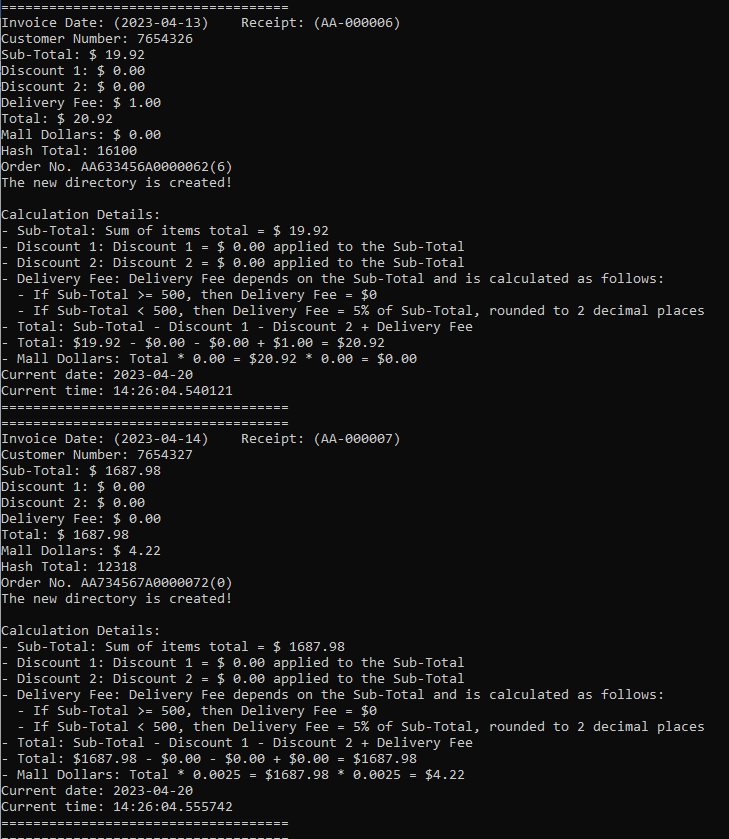 ====================================
Invoice Date: (2023-04-13)    Receipt: (AA-000006)
Customer Number: 7654326
Sub-Total: $ 19.92
Discount 1: $ 0.00
Discount 2: $ 0.00
Delivery Fee: $ 1.00
Total: $ 20.92
Mall Dollars: $ 0.00
Hash Total: 16100
Order No. AA633456A0000062(6)
The new directory is created!

Calculation Details:
- Sub-Total: Sum of items total = $ 19.92
- Discount 1: Discount 1 = $ 0.00 applied to the Sub-Total
- Discount 2: Discount 2 = $ 0.00 applied to the Sub-Total
- Delivery Fee: Delivery Fee depends on the Sub-Total and is calculated as follows:
  - If Sub-Total >= 500, then Delivery Fee = $0
  - If Sub-Total < 500, then Delivery Fee = 5% of Sub-Total, rounded to 2 decimal places
- Total: Sub-Total - Discount 1 - Discount 2 + Delivery Fee
- Total: $19.92 - $0.00 - $0.00 + $1.00 = $20.92
- Mall Dollars: Total * 0.00 = $20.92 * 0.00 = $0.00
Current date: 2023-04-20
Current time: 14:26:04.540121
====================================
====================================
Invoice Date: (2023-04-14)    Receipt: (AA-000007)
Customer Number: 7654327
Sub-Total: $ 1687.98
Discount 1: $ 0.00
Discount 2: $ 0.00
Delivery Fee: $ 0.00
Total: $ 1687.98
Mall Dollars: $ 4.22
Hash Total: 12318
Order No. AA734567A0000072(0)
The new directory is created!

Calculation Details:
- Sub-Total: Sum of items total = $ 1687.98
- Discount 1: Discount 1 = $ 0.00 applied to the Sub-Total
- Discount 2: Discount 2 = $ 0.00 applied to the Sub-Total
- Delivery Fee: Delivery Fee depends on the Sub-Total and is calculated as follows:
  - If Sub-Total >= 500, then Delivery Fee = $0
  - If Sub-Total < 500, then Delivery Fee = 5% of Sub-Total, rounded to 2 decimal places
- Total: Sub-Total - Discount 1 - Discount 2 + Delivery Fee
- Total: $1687.98 - $0.00 - $0.00 + $0.00 = $1687.98
- Mall Dollars: Total * 0.0025 = $1687.98 * 0.0025 = $4.22
Current date: 2023-04-20
Current time: 14:26:04.555742
====================================
====================================